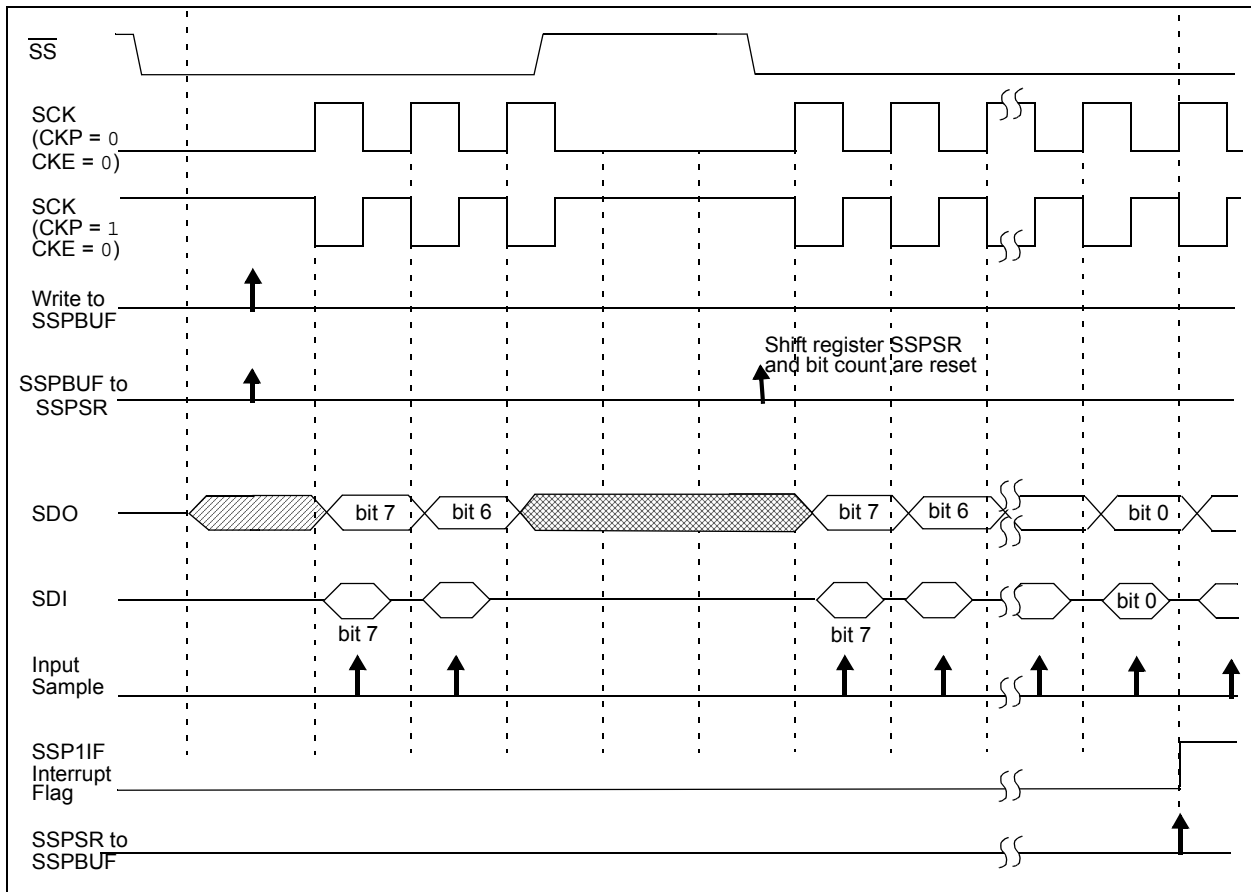 SS
SCK
(CKP = 0
CKE = 0)
SCK
(CKP = 1
CKE = 0)
Write to
SSPBUF
Shift register SSPSR
and bit count are reset
SSPBUF to
SSPSR
SDO
bit 7
bit 6
bit 7
bit 6
bit 0
SDI
bit 0
bit 7
bit 7
Input
Sample
SSP1IF
Interrupt
Flag
SSPSR to
SSPBUF